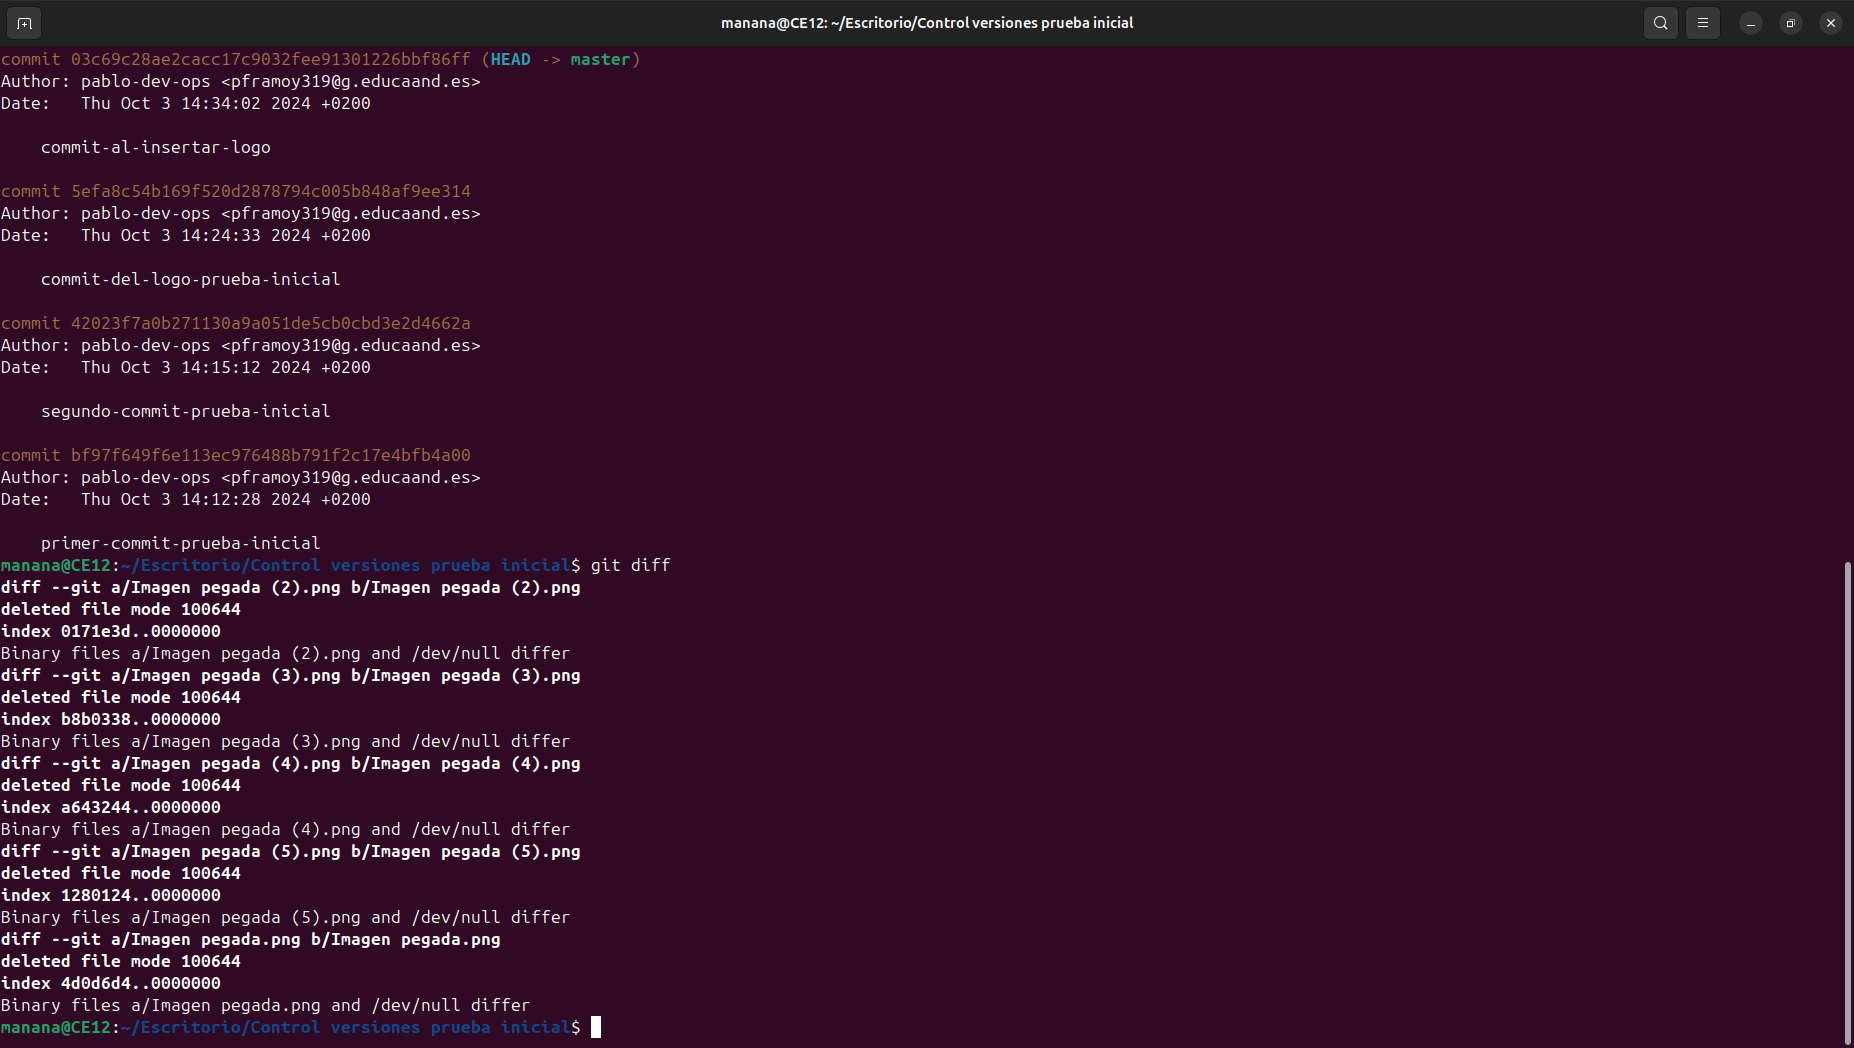 manana@CE12: ~/Escritorio/Control versiones prueba inicial
commit 03c69c28ae2cacc17c9032fee91301226bbf86ff (HEAD -> master)
Author: pablo-dev-ops <pframoy319@g.educaand.es>
Date:   Thu Oct 3 14:34:02 2024 +0200
    commit-al-insertar-logo
commit 5efa8c54b169f520d2878794c005b848af9ee314
Author: pablo-dev-ops <pframoy319@g.educaand.es>
Date:   Thu Oct 3 14:24:33 2024 +0200
    commit-del-logo-prueba-inicial
commit 42023f7a0b271130a9a051de5cb0cbd3e2d4662a
Author: pablo-dev-ops <pframoy319@g.educaand.es>
Date:   Thu Oct 3 14:15:12 2024 +0200
    segundo-commit-prueba-inicial
commit bf97f649f6e113ec976488b791f2c17e4bfb4a00
Author: pablo-dev-ops <pframoy319@g.educaand.es>
Date:   Thu Oct 3 14:12:28 2024 +0200
    primer-commit-prueba-inicial
manana@CE12:~/Escritorio/Control versiones prueba inicial$ git diff
diff --git a/Imagen pegada (2).png b/Imagen pegada (2).png
deleted file mode 100644
index 0171e3d..0000000
Binary files a/Imagen pegada (2).png and /dev/null differ
diff --git a/Imagen pegada (3).png b/Imagen pegada (3).png
deleted file mode 100644
index b8b0338..0000000
Binary files a/Imagen pegada (3).png and /dev/null differ
diff --git a/Imagen pegada (4).png b/Imagen pegada (4).png
deleted file mode 100644
index a643244..0000000
Binary files a/Imagen pegada (4).png and /dev/null differ
diff --git a/Imagen pegada (5).png b/Imagen pegada (5).png
deleted file mode 100644
index 1280124..0000000
Binary files a/Imagen pegada (5).png and /dev/null differ
diff --git a/Imagen pegada.png b/Imagen pegada.png
deleted file mode 100644
index 4d0d6d4..0000000
Binary files a/Imagen pegada.png and /dev/null differ
manana@CE12:~/Escritorio/Control versiones prueba inicial$